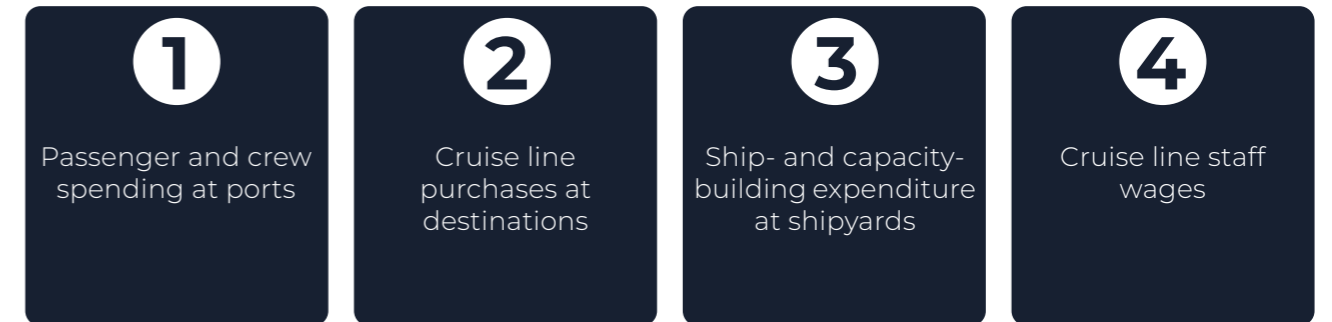 1
Passenger and crew
spending at ports
2
Cruise line
purchases at
destinations
3
Ship- and capacity-
building expenditure
at shipyards
4
Cruise line staff
wages